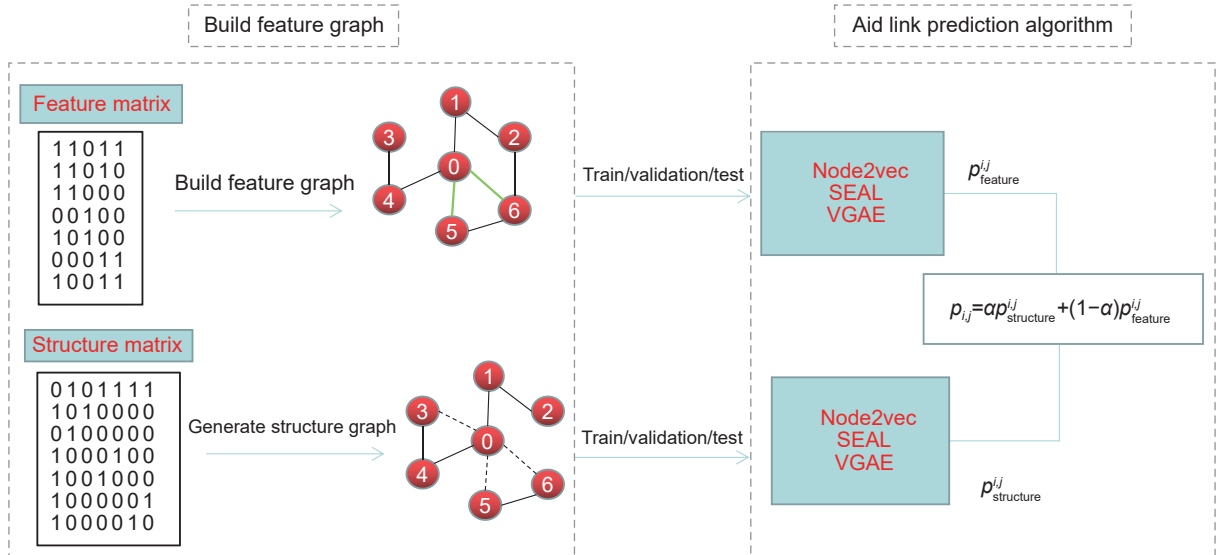 Build feature graph
Aid link prediction algorithm
Feature matrix
11011
11010
11000
00100
10100
00011
10011
Build feature graph
1
3
2
0
4
6
5
Train/validation/test
Node2vec
SEAL
VGAE
p^{i,j}_{feature}
p_{i,j}=αp^{i,j}_{structure}+(1−α)p^{i,j}_{feature}
Structure matrix
0101111
1010000
0100000
1000100
1001000
1000001
1000010
Generate structure graph
1
3
2
0
4
6
5
Train/validation/test
Node2vec
SEAL
VGAE
p^{i,j}_{structure}